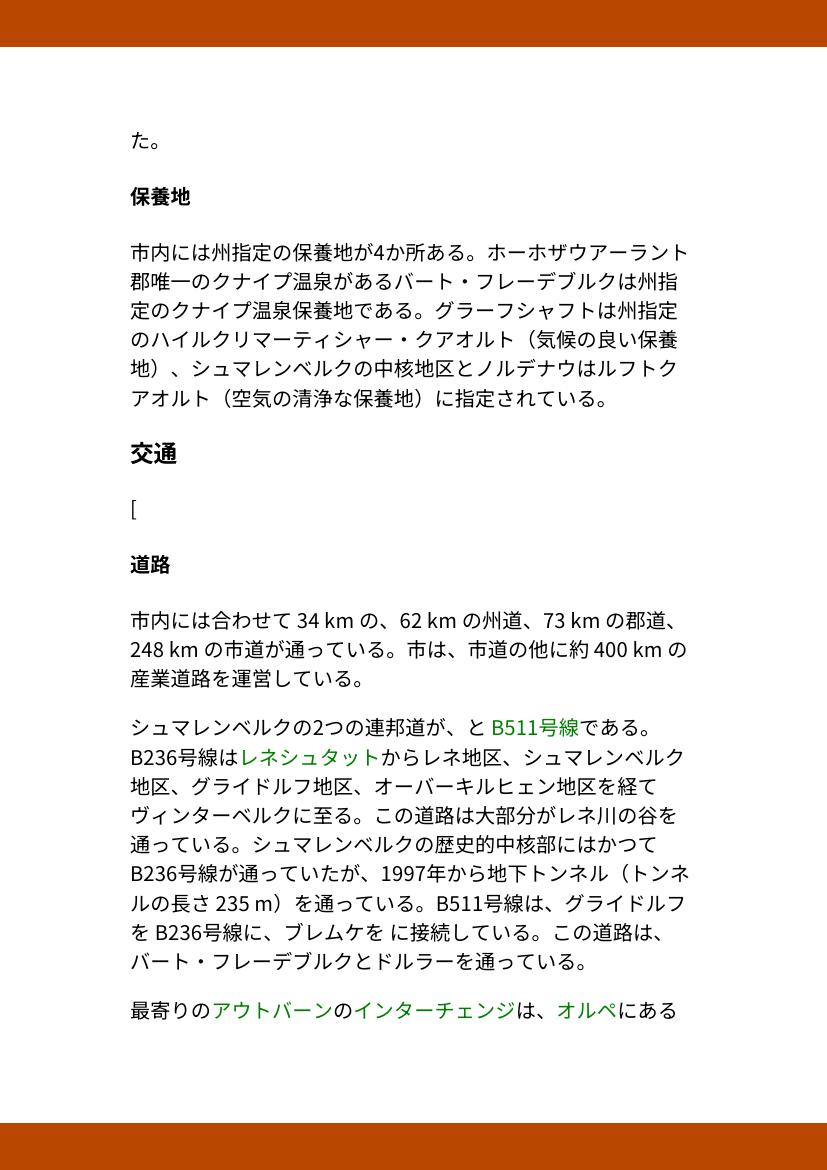 た。
保養地
市内には州指定の保養地が4か所ある。ホーホザウアーラント
郡唯一のクナイプ温泉があるバート・フレーデブルクは州指
定のクナイプ温泉保養地である。グラーフシャフトは州指定
のハイルクリマーティシャー・クアオルト（気候の良い保養
地）、シュマレンベルクの中核地区とノルデナウはルフトク
アオルト（空気の清浄な保養地）に指定されている。
交通
[
道路
市内には合わせて 34 km の、62 km の州道、73 km の郡道、
248 km の市道が通っている。市は、市道の他に約 400 km の
産業道路を運営している。
シュマレンベルクの2つの連邦道が、と B511号線である。
B236号線はレネシュタットからレネ地区、シュマレンベルク
地区、グライドルフ地区、オーバーキルヒェン地区を経て
ヴィンターベルクに至る。この道路は大部分がレネ川の谷を
通っている。シュマレンベルクの歴史的中核部にはかつて
B236号線が通っていたが、1997年から地下トンネル（トンネ
ルの長さ 235 m）を通っている。B511号線は、グライドルフ
を B236号線に、ブレムケを に接続している。この道路は、
バート・フレーデブルクとドルラーを通っている。
最寄りのアウトバーンのインターチェンジは、オルペにある